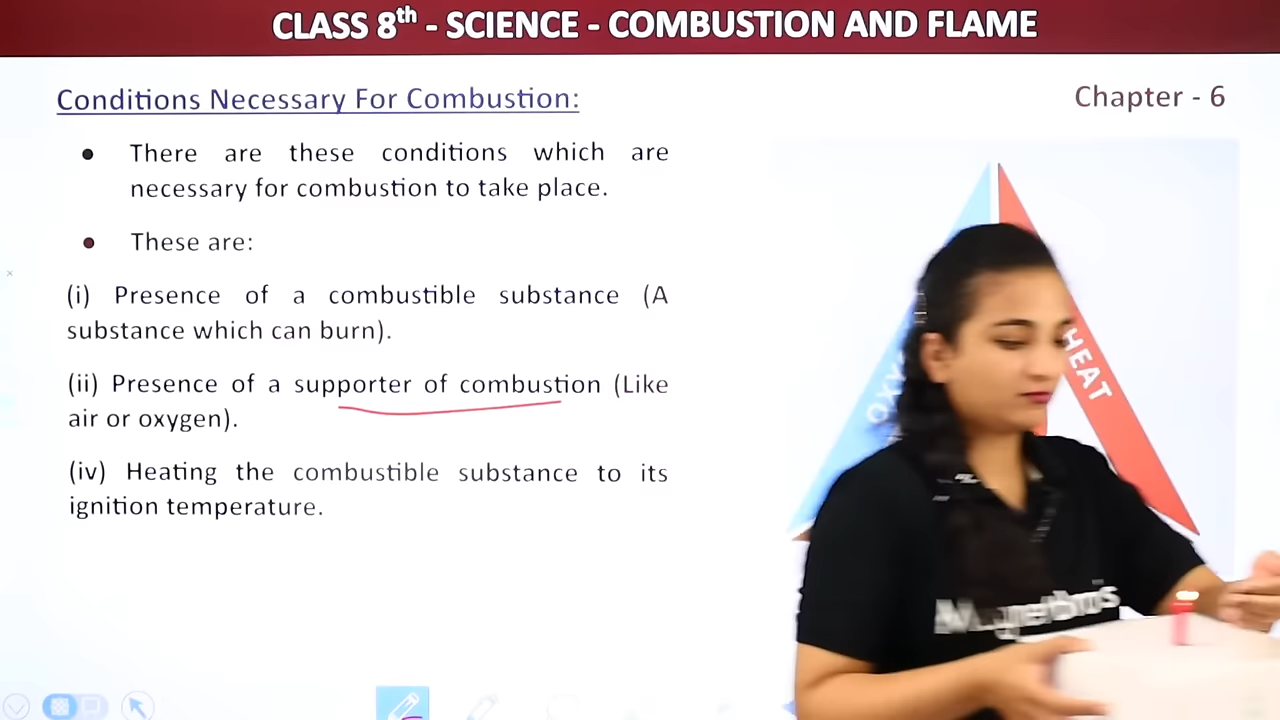 CLASS 8th - SCIENCE - COMBUSTION AND FLAME
Conditions Necessary For Combustion:
Chapter - 6
There are these conditions which are
necessary for combustion to take place.
These are:
(i) Presence of a combustible substance (A
substance which can burn).
(ii) Presence of a supporter of combustion (Like
air or oxygen).
(iv) Heating the combustible substance to its
ignition temperature.
OXY
HEAT